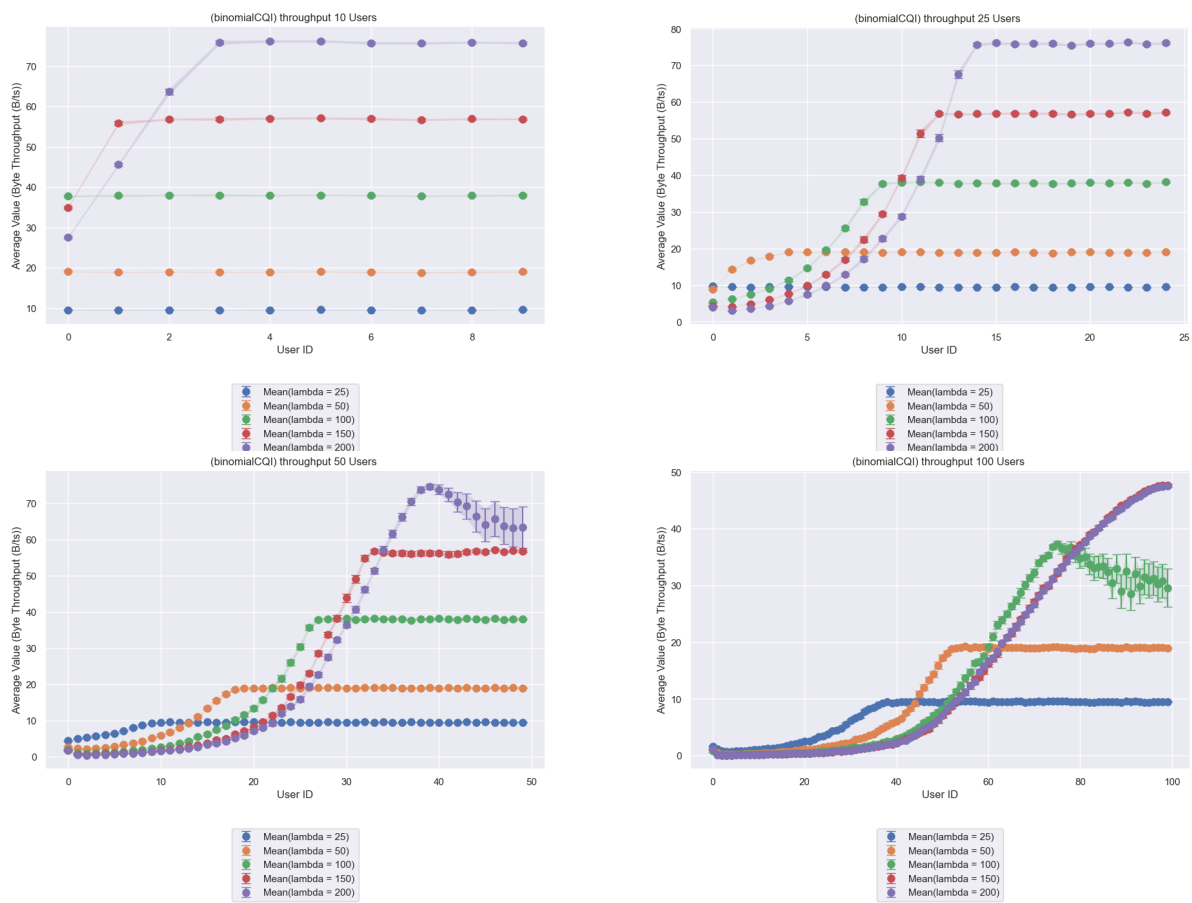 (binomialCQI) throughput 10 Users
Average Value (Byte Throughput (B/ts))
70
60
50
40
30
20
10
0 2 4 6 8
User ID
Mean(lambda = 25)
Mean(lambda = 50)
Mean(lambda = 100)
Mean(lambda = 150)
Mean(lambda = 200)
(binomialCQI) throughput 25 Users
Average Value (Byte Throughput (B/ts))
80
70
60
50
40
30
20
10
0
0 5 10 15 20 25
User ID
Mean(lambda = 25)
Mean(lambda = 50)
Mean(lambda = 100)
Mean(lambda = 150)
Mean(lambda = 200)
(binomialCQI) throughput 50 Users
Average Value (Byte Throughput (B/ts))
70
60
50
40
30
20
10
0
0 10 20 30 40 50
User ID
Mean(lambda = 25)
Mean(lambda = 50)
Mean(lambda = 100)
Mean(lambda = 150)
Mean(lambda = 200)
(binomialCQI) throughput 100 Users
Average Value (Byte Throughput (B/ts))
50
40
30
20
10
0
0 20 40 60 80 100
User ID
Mean(lambda = 25)
Mean(lambda = 50)
Mean(lambda = 100)
Mean(lambda = 150)
Mean(lambda = 200)